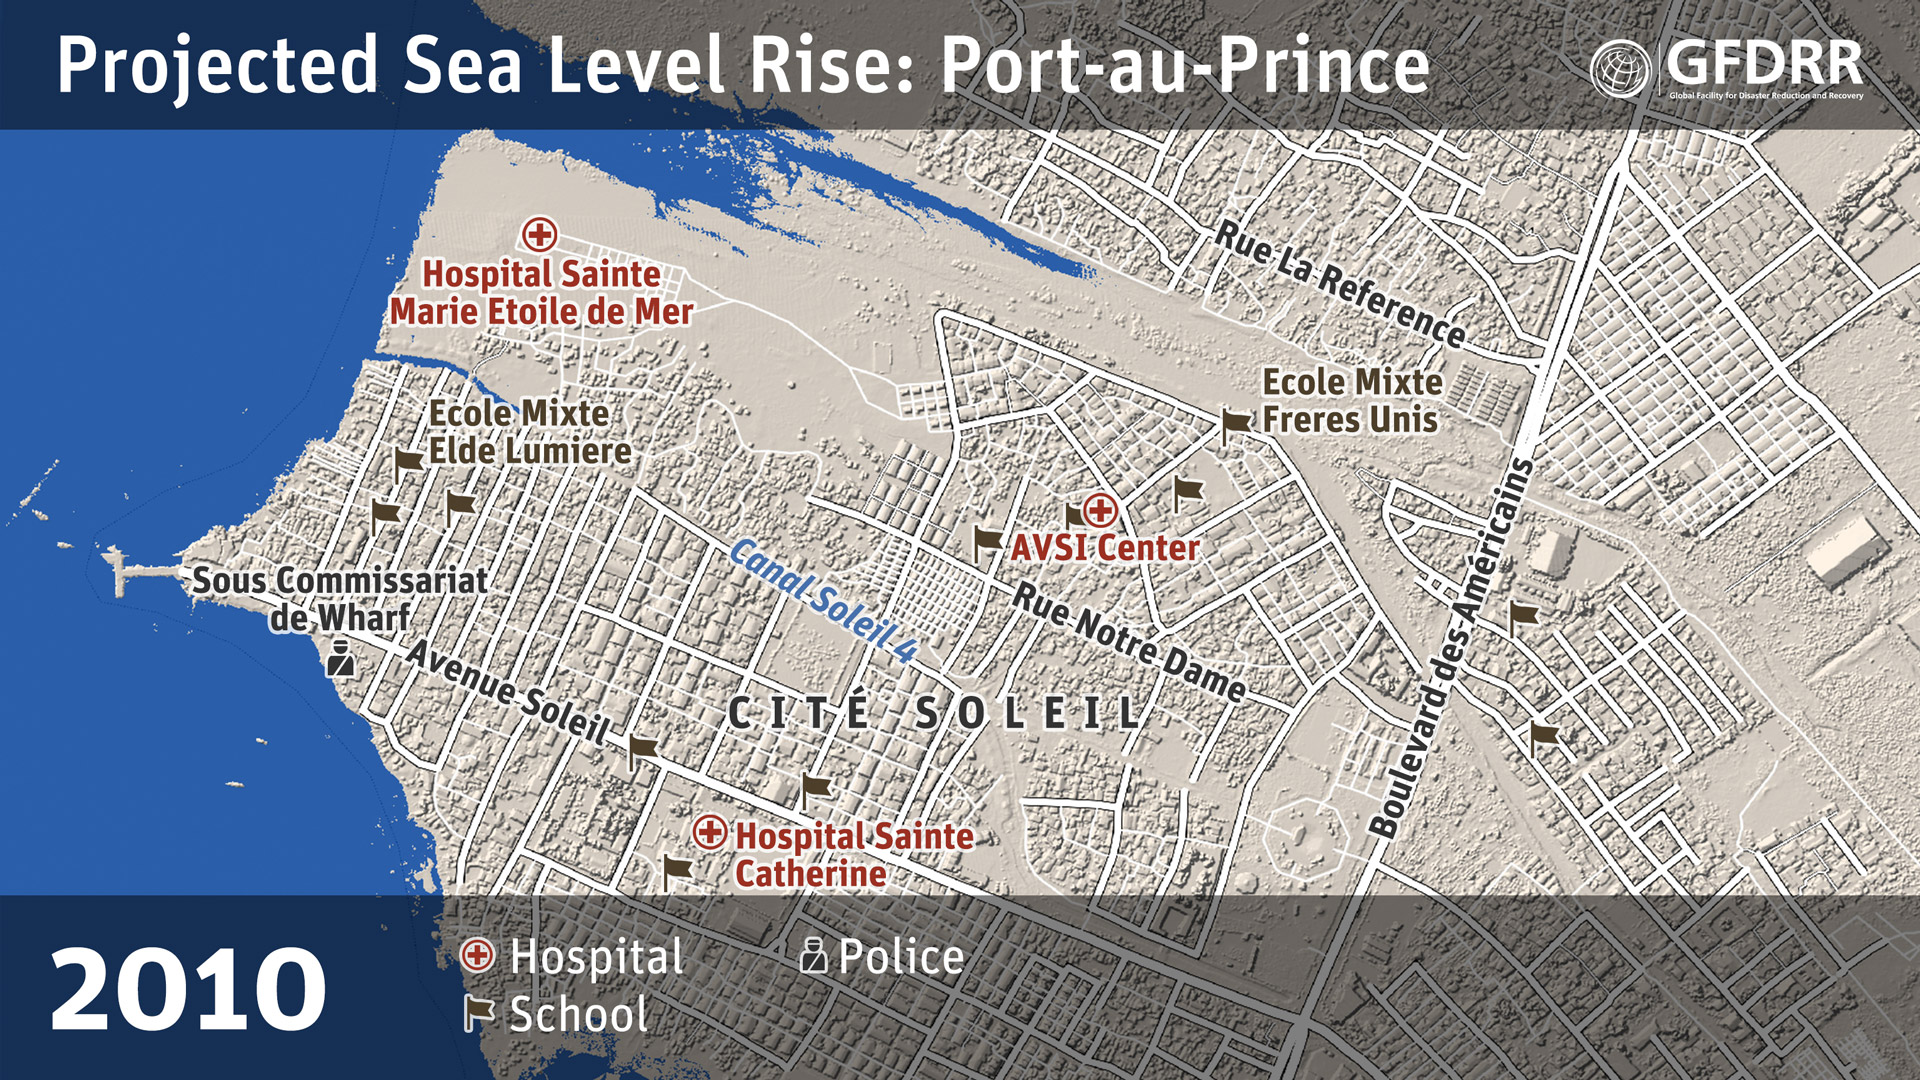 Projected Sea Level Rise: Port-au-Prince
GFDRR
Global Facility for Disaster Reduction and Recovery
Hospital Sainte
Marie Etoile de Mer
Rue La Reference
Ecole Mixte
Freres Unis
Ecole Mixte
Elde Lumiere
AVSI Center
Boulevard des Américains
Canal Soleil 4
Sous Commissariat
de Wharf
Rue Notre Dame
Avenue Soleil
CITÉ SOLEIL
Hospital Sainte
Catherine
2010
Hospital
Police
School